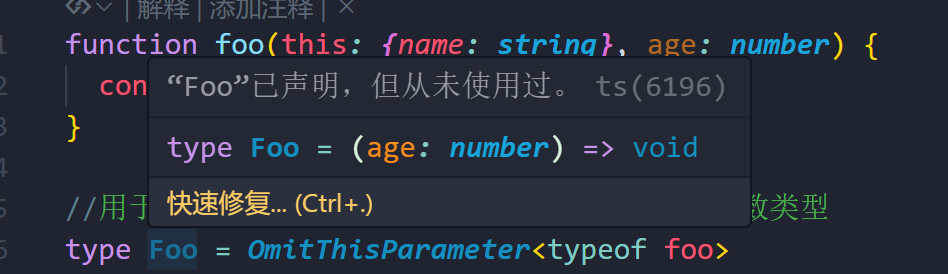 解释 | 添加注释 | ×
1 function foo(this: {name: string}, age: number) {
2 con
“Foo”已声明，但从未使用过。 ts(6196)
3 }
type Foo = (age: number) => void
4
快速修复... (Ctrl+.)
5 //用于 数类型
6 type Foo = OmitThisParameter<typeof foo>